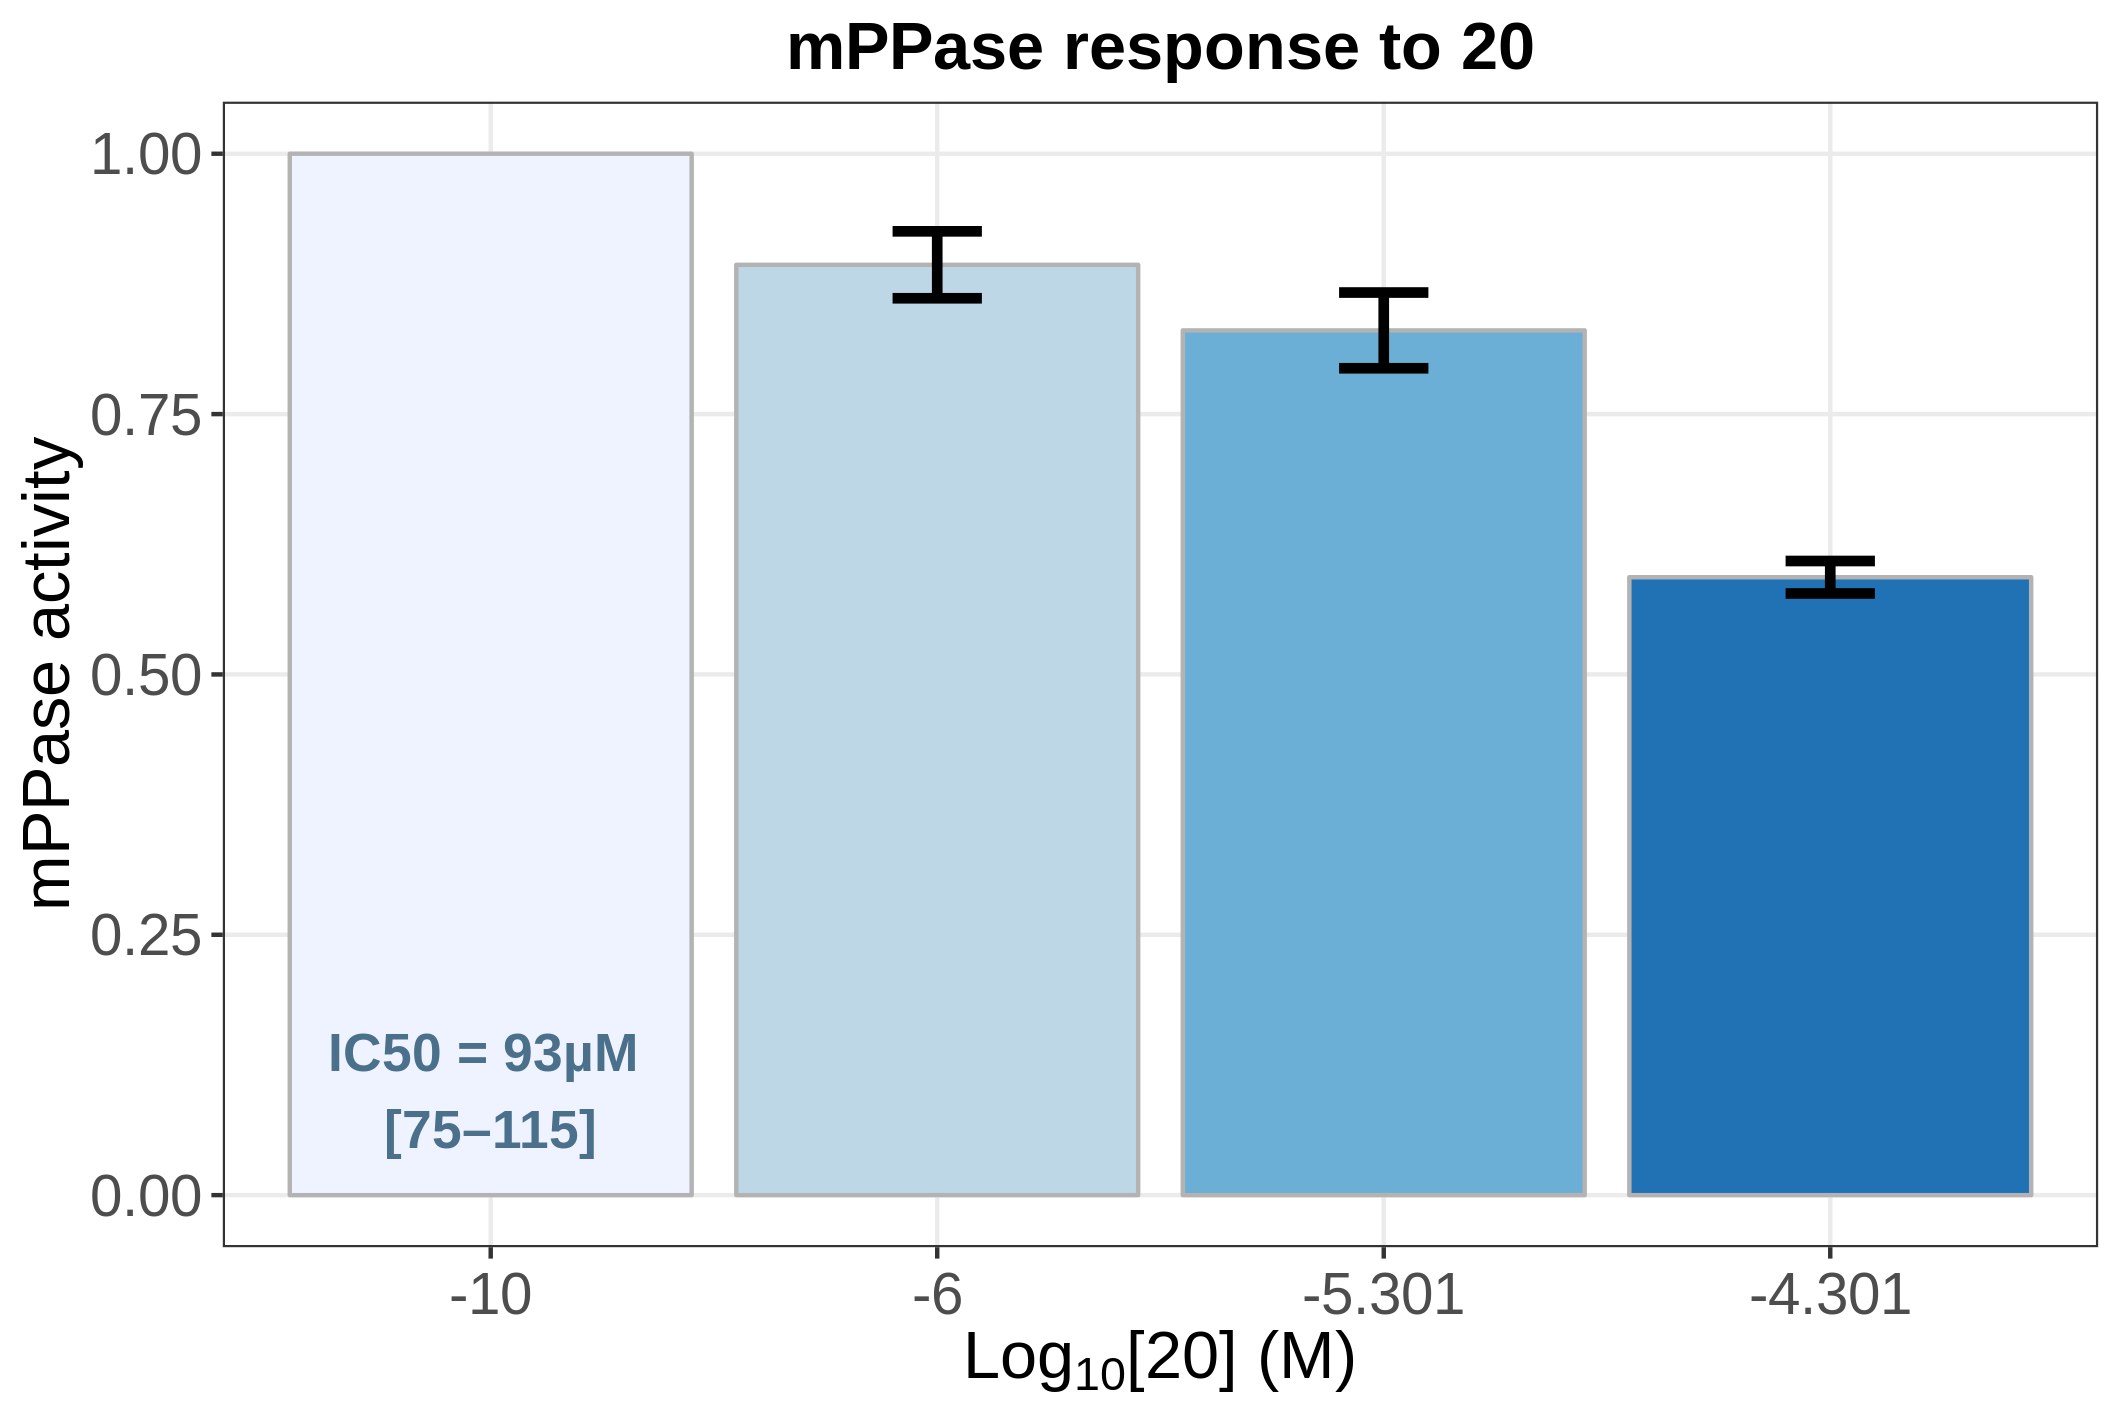 mPPase response to 20
mPPase activity
1.00
0.75
0.50
0.25
0.00
IC50 = 93µM
[75–115]
-10
-6
-5.301
-4.301
Log₁₀[20] (M)